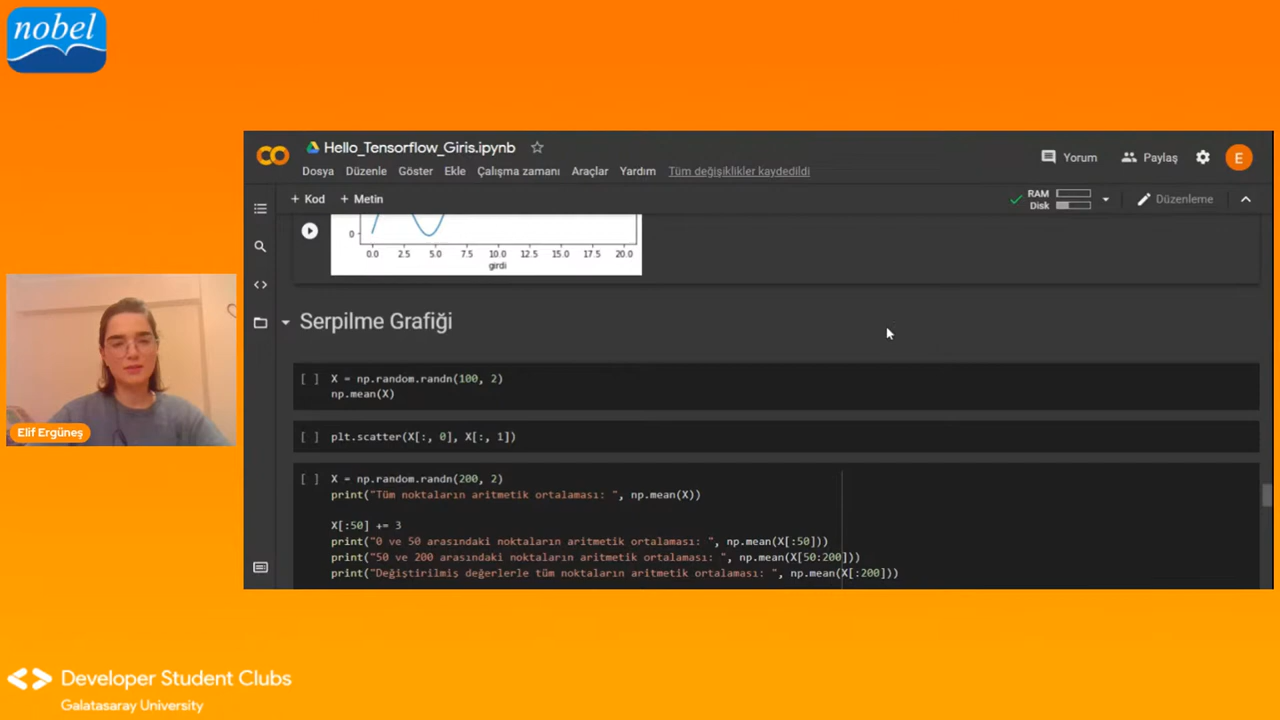 nobel
Hello_Tensorflow_Giris.ipynb
Dosya Düzenle Göster Ekle Çalışma zamanı Araçlar Yardım Tüm değişiklikler kaydedildi
Yorum Paylaş E
+ Kod + Metin
RAM
Disk
Düzenleme
0
0.0 2.5 5.0 7.5 10.0 12.5 15.0 17.5 20.0
girdi
Serpilme Grafiği
[ ] X = np.random.randn(100, 2)
np.mean(X)
[ ] plt.scatter(X[:, 0], X[:, 1])
[ ] X = np.random.randn(200, 2)
print("Tüm noktaların aritmetik ortalaması: ", np.mean(X))
X[:50] += 3
print("0 ve 50 arasındaki noktaların aritmetik ortalaması: ", np.mean(X[:50]))
print("50 ve 200 arasındaki noktaların aritmetik ortalaması: ", np.mean(X[50:200]))
print("Değiştirilmiş değerlerle tüm noktaların aritmetik ortalaması: ", np.mean(X[:200]))
Elif Ergüneş
Developer Student Clubs
Galatasaray University